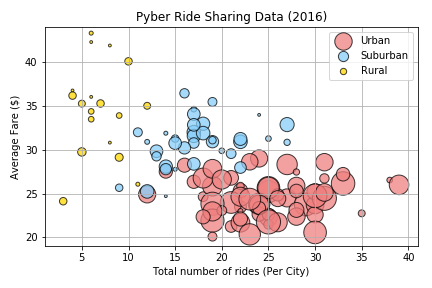 Pyber Ride Sharing Data (2016)
Urban
Suburban
Rural
Average Fare ($)
40
35
30
25
20
5 10 15 20 25 30 35 40
Total number of rides (Per City)